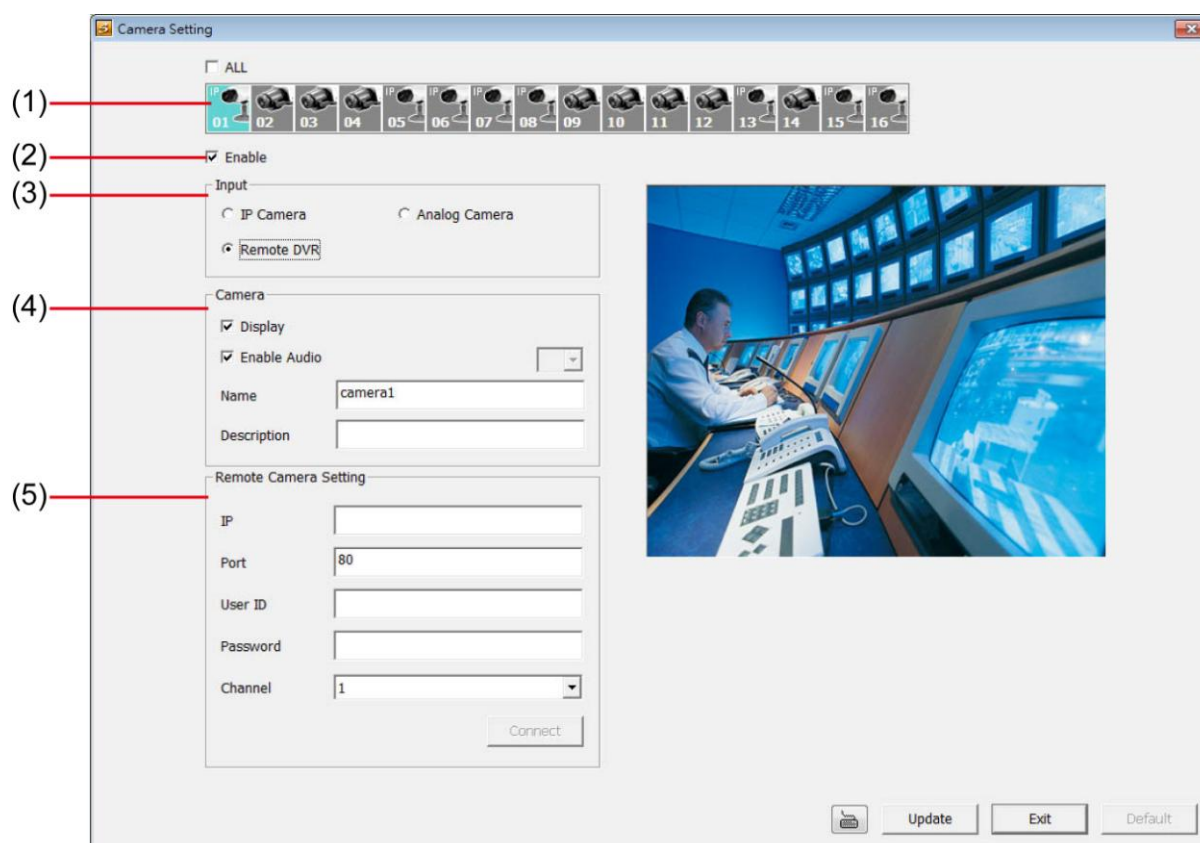 Camera Setting
ALL
(1)
IP 01 02 03 04 IP 05 IP 06 IP 07 IP 08 09 10 11 12 IP 13 14 IP 15 IP 16
(2) Enable
(3) Input
IP Camera Analog Camera
Remote DVR
(4) Camera
Display
Enable Audio
Name camera1
Description
(5) Remote Camera Setting
IP
Port 80
User ID
Password
Channel 1
Connect
Update Exit Default